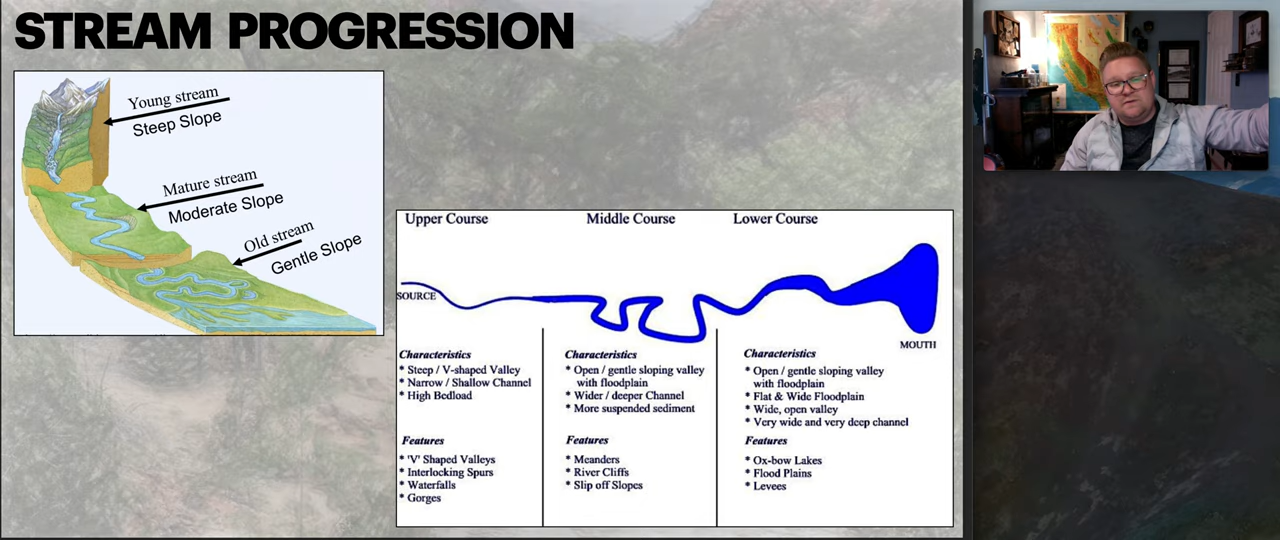 STREAM PROGRESSION
Young stream
Steep Slope
Mature stream
Moderate Slope
Old stream
Gentle Slope
Upper Course
Middle Course
Lower Course
SOURCE
MOUTH
Characteristics
* Steep / V-shaped Valley
* Narrow / Shallow Channel
* High Bedload
Features
* 'V' Shaped Valleys
* Interlocking Spurs
* Waterfalls
* Gorges
Characteristics
* Open / gentle sloping valley
with floodplain
* Wider / deeper Channel
* More suspended sediment
Features
* Meanders
* River Cliffs
* Slip off Slopes
Characteristics
* Open / gentle sloping valley
with floodplain
* Flat & Wide Floodplain
* Wide, open valley
* Very wide and very deep channel
Features
* Ox-bow Lakes
* Flood Plains
* Levees